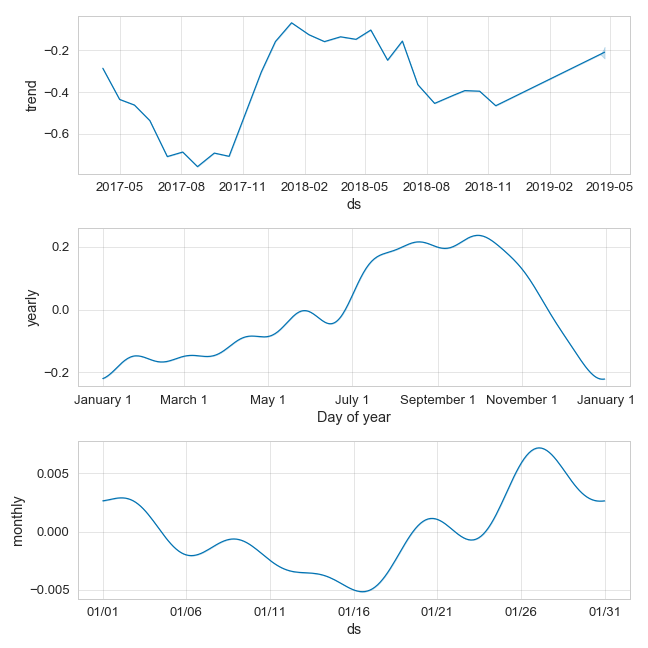 −0.2
−0.4
−0.6
trend
2017-05 2017-08 2017-11 2018-02 2018-05 2018-08 2018-11 2019-02 2019-05
ds
0.2
0.0
−0.2
yearly
January 1 March 1 May 1 July 1 September 1 November 1 January 1
Day of year
0.005
0.000
−0.005
monthly
01/01 01/06 01/11 01/16 01/21 01/26 01/31
ds